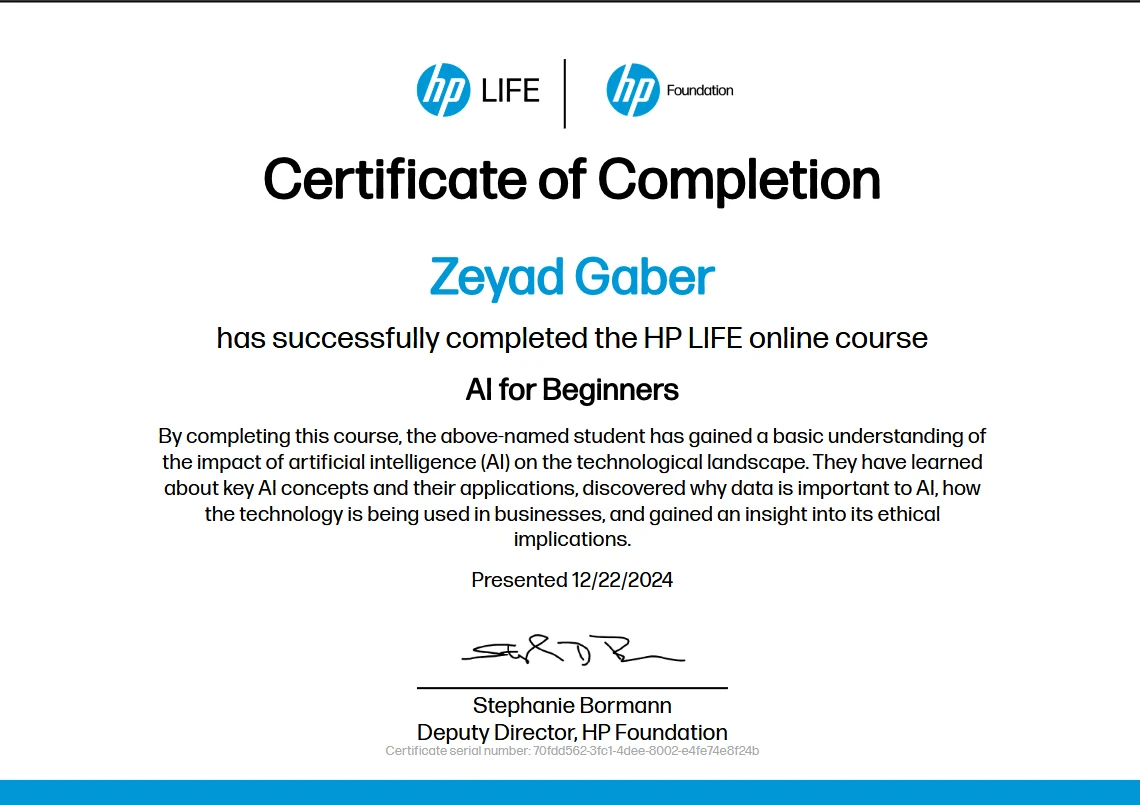 hp LIFE hp Foundation
Certificate of Completion
Zeyad Gaber
has successfully completed the HP LIFE online course
AI for Beginners
By completing this course, the above-named student has gained a basic understanding of
the impact of artificial intelligence (AI) on the technological landscape. They have learned
about key AI concepts and their applications, discovered why data is important to AI, how
the technology is being used in businesses, and gained an insight into its ethical
implications.
Presented 12/22/2024
Stephanie Bormann
Deputy Director, HP Foundation
Certificate serial number: 70fdd562-3fc1-4dee-8002-e4fe74e8f24b